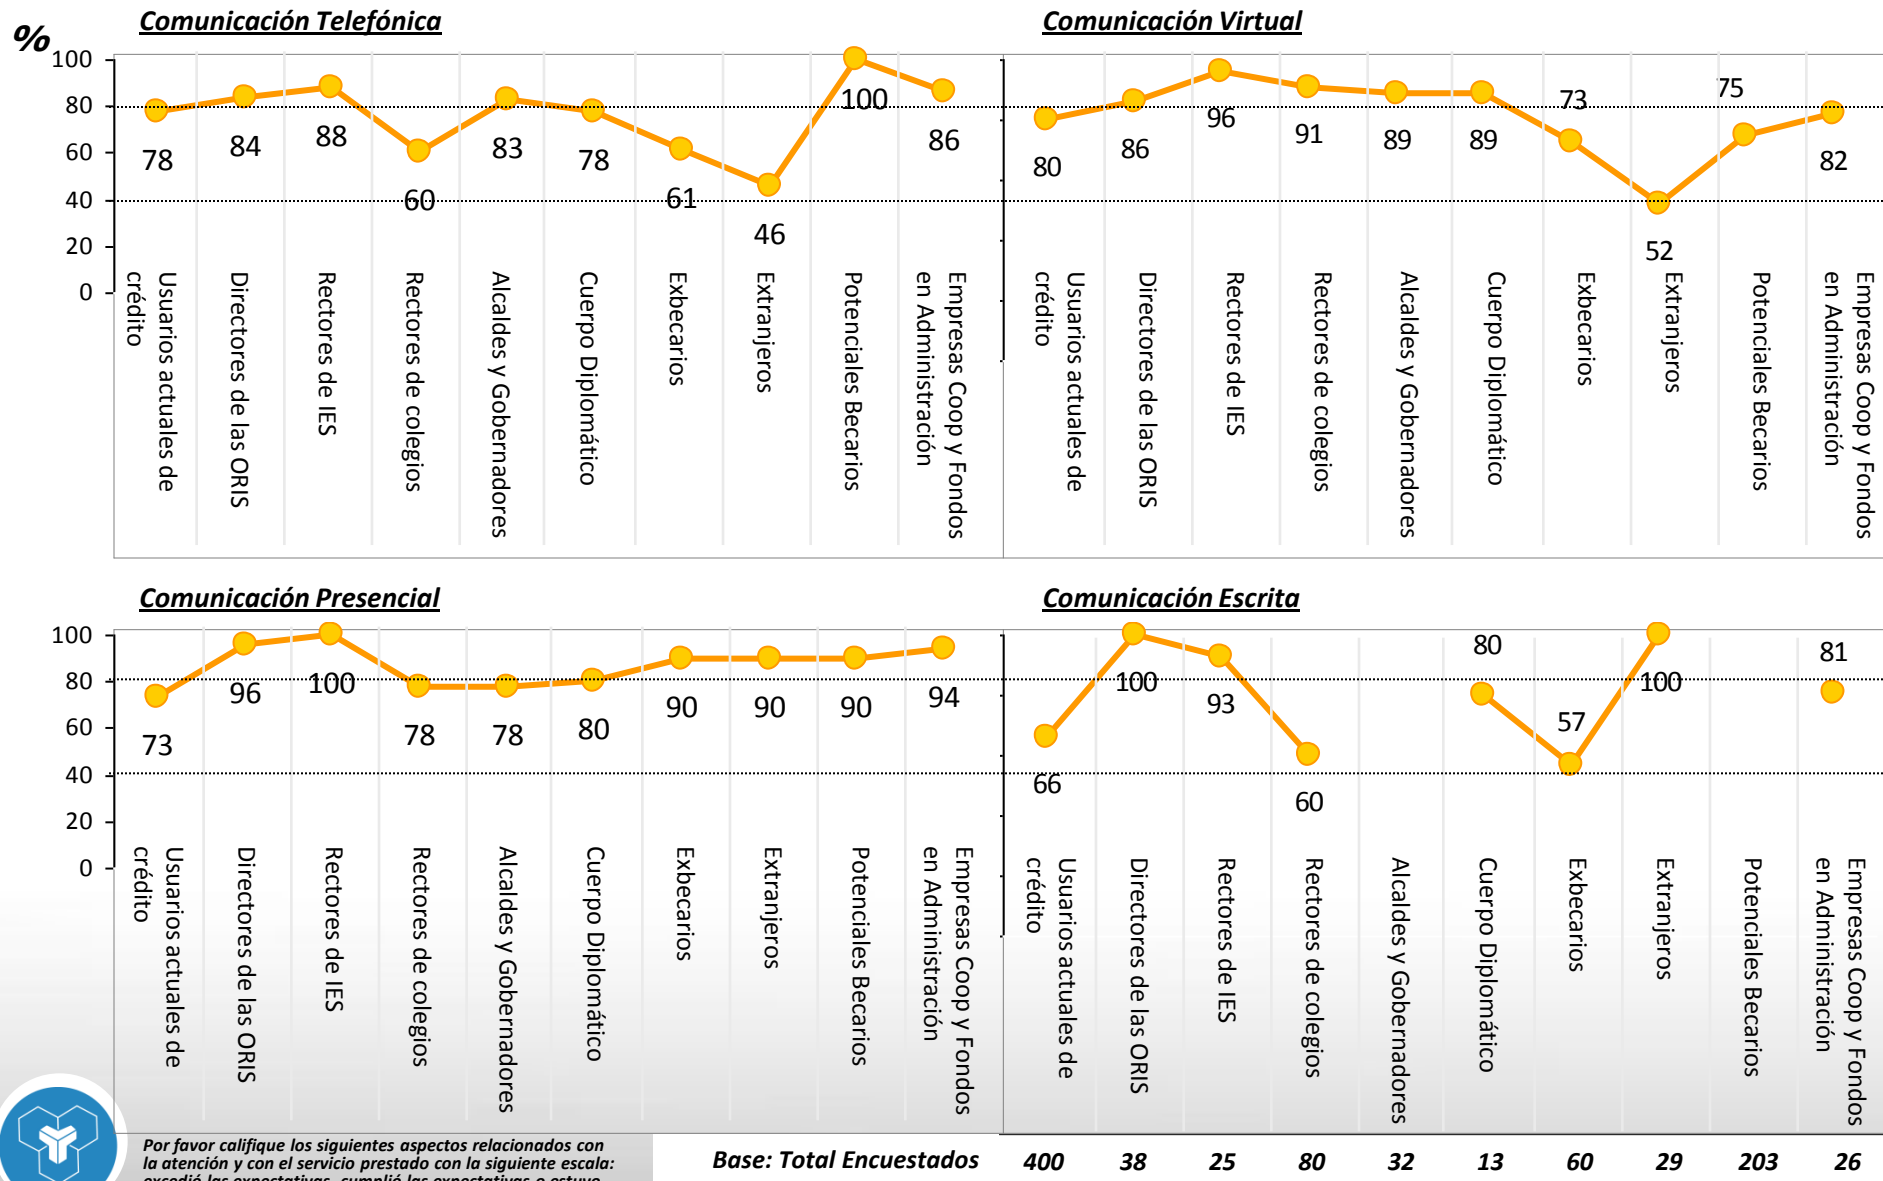 %
Comunicación Telefónica
100
80
60
40
20
0
78
84
88
60
83
78
61
46
100
86
Usuarios actuales de
crédito
Directores de las ORIS
Rectores de IES
Rectores de colegios
Alcaldes y Gobernadores
Cuerpo Diplomático
Exbecarios
Extranjeros
Potenciales Becarios
Empresas Coop y Fondos
en Administración
Comunicación Virtual
80
86
96
91
89
89
73
52
75
82
Usuarios actuales de
crédito
Directores de las ORIS
Rectores de IES
Rectores de colegios
Alcaldes y Gobernadores
Cuerpo Diplomático
Exbecarios
Extranjeros
Potenciales Becarios
Empresas Coop y Fondos
en Administración
Comunicación Presencial
100
80
60
40
20
0
73
96
100
78
78
80
90
90
90
94
Usuarios actuales de
crédito
Directores de las ORIS
Rectores de IES
Rectores de colegios
Alcaldes y Gobernadores
Cuerpo Diplomático
Exbecarios
Extranjeros
Potenciales Becarios
Empresas Coop y Fondos
en Administración
Comunicación Escrita
66
100
93
60
80
57
100
81
Usuarios actuales de
crédito
Directores de las ORIS
Rectores de IES
Rectores de colegios
Alcaldes y Gobernadores
Cuerpo Diplomático
Exbecarios
Extranjeros
Potenciales Becarios
Empresas Coop y Fondos
en Administración
Por favor califique los siguientes aspectos relacionados con
la atención y con el servicio prestado con la siguiente escala:
excedió las expectativas, cumplió las expectativas o estuvo
Base: Total Encuestados 400 38 25 80 32 13 60 29 203 26